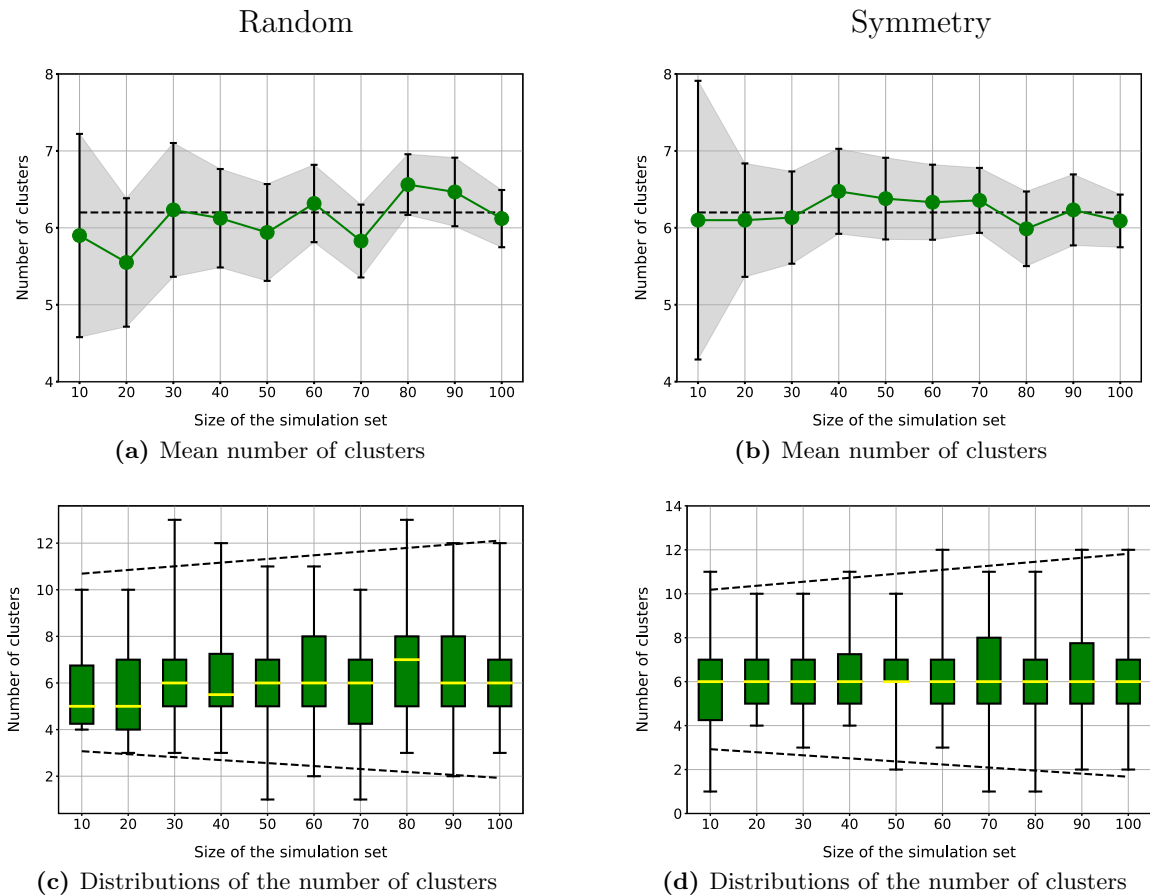 Random
Symmetry
8
7
6
5
4
Number of clusters
10 20 30 40 50 60 70 80 90 100
Size of the simulation set
(a) Mean number of clusters
8
7
6
5
4
Number of clusters
10 20 30 40 50 60 70 80 90 100
Size of the simulation set
(b) Mean number of clusters
12
10
8
6
4
2
Number of clusters
10 20 30 40 50 60 70 80 90 100
Size of the simulation set
(c) Distributions of the number of clusters
14
12
10
8
6
4
2
0
Number of clusters
10 20 30 40 50 60 70 80 90 100
Size of the simulation set
(d) Distributions of the number of clusters